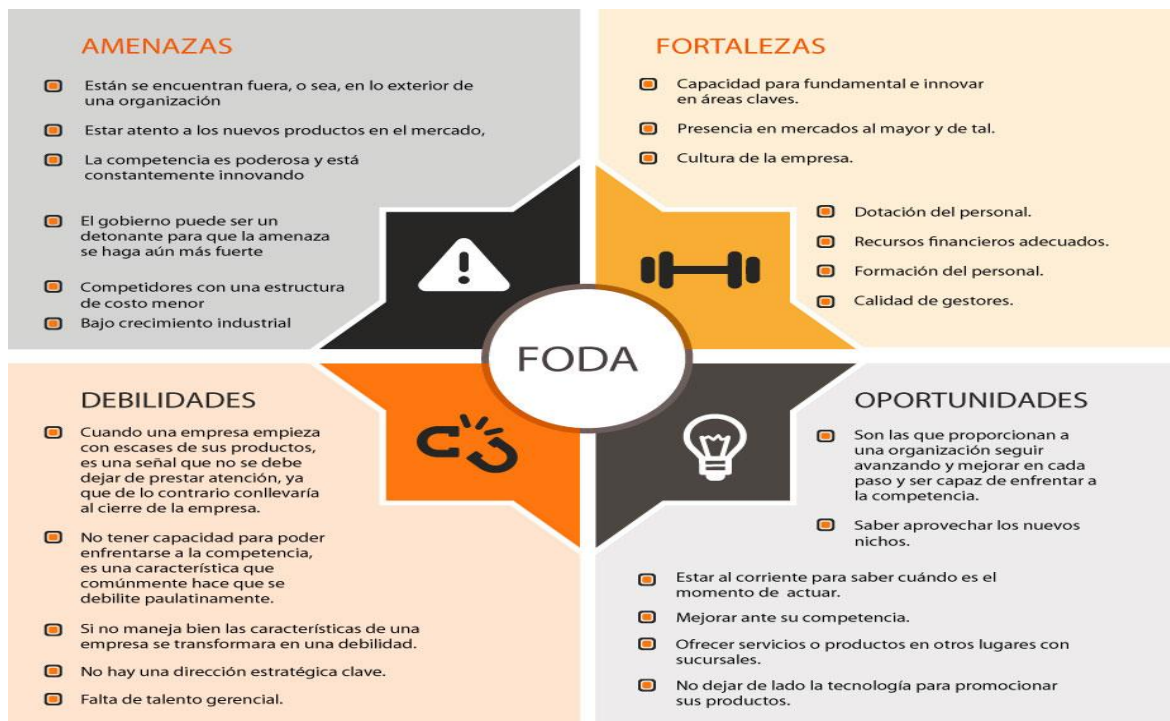 AMENAZAS
Están se encuentran fuera, o sea, en lo exterior de
una organización
Estar atento a los nuevos productos en el mercado,
La competencia es poderosa y está
constantemente innovando
El gobierno puede ser un
detonante para que la amenaza
se haga aún más fuerte
Competidores con una estructura
de costo menor
Bajo crecimiento industrial
FORTALEZAS
Capacidad para fundamental e innovar
en áreas claves.
Presencia en mercados al mayor y de tal.
Cultura de la empresa.
Dotación del personal.
Recursos financieros adecuados.
Formación del personal.
Calidad de gestores.
FODA
DEBILIDADES
Cuando una empresa empieza
con escases de sus productos,
es una señal que no se debe
dejar de prestar atención, ya
que de lo contrario conllevaría
al cierre de la empresa.
No tener capacidad para poder
enfrentarse a la competencia,
es una característica que
comúnmente hace que se
debilite paulatinamente.
Si no maneja bien las características de una
empresa se transformara en una debilidad.
No hay una dirección estratégica clave.
Falta de talento gerencial.
OPORTUNIDADES
Son las que proporcionan a
una organización seguir
avanzando y mejorar en cada
paso y ser capaz de enfrentar a
la competencia.
Saber aprovechar los nuevos
nichos.
Estar al corriente para saber cuándo es el
momento de actuar.
Mejorar ante su competencia.
Ofrecer servicios o productos en otros lugares con
sucursales.
No dejar de lado la tecnología para promocionar
sus productos.